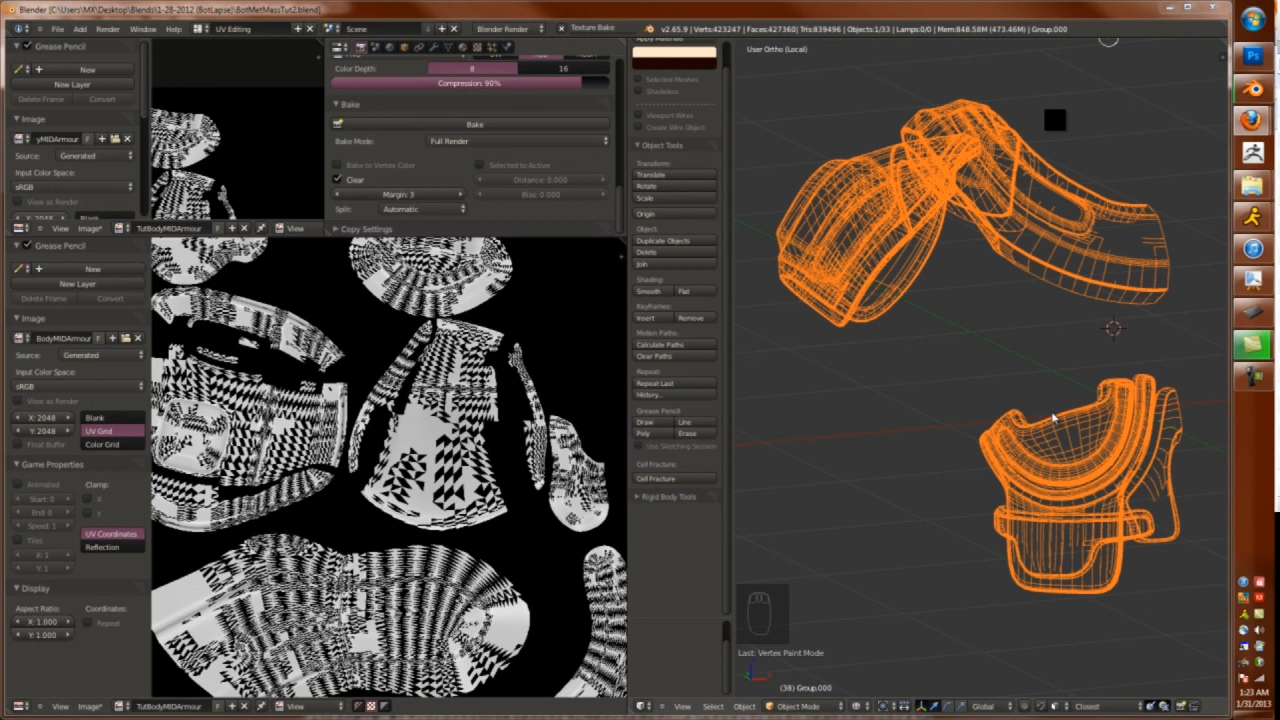 Blender [C:\Users\MX\Desktop\Blends\1-28-2012 (BotLapse)\BotMetMassTut2.blend]
File Add Render Window Help UV Editing Scene Blender Render Texture Bake v2.65.9 | Verts:423247 | Faces:427360 | Tris:839496 | Objects:1/33 | Lamps:0/0 | Mem:848.58M (473.46M) | Group.000
Grease Pencil
New
New Layer
Delete Frame Convert
Image
yMIDArmour F
Source: Generated
Input Color Space:
sRGB
View as Render
X: 2048 Blank
View Image* TutBodyMIDArmour F View
Color Depth: 8 16
Compression: 90%
Bake
Bake
Bake Mode: Full Render
Bake to Vertex Color Selected to Active
Clear Distance: 0.000
Margin: 3 Bias: 0.000
Split: Automatic
Copy Settings
Grease Pencil
New
New Layer
Delete Frame Convert
Image
BodyMIDArmour F
Source: Generated
Input Color Space:
sRGB
View as Render
X: 2048 Blank
Y: 2048 UV Grid
Float Buffer Color Grid
Game Properties
Animated Clamp:
Start: 0 X
End: 0 Y
Speed: 1
Tiles UV Coordinates
X: 1 Reflection
Y: 1
Display
Aspect Ratio: Coordinates:
X: 1.000 Repeat
Y: 1.000
View Image* TutBodyMIDArmour F View
Selected Meshes
Shadeless
Viewport Wires
Create Wire Object
Object Tools
Transform:
Translate
Rotate
Scale
Origin
Object:
Duplicate Objects
Delete
Join
Shading:
Smooth Flat
Keyframes:
Insert Remove
Motion Paths:
Calculate Paths
Clear Paths
Repeat:
Repeat Last
History...
Grease Pencil:
Draw Line
Poly Erase
Use Sketching Session
Cell Fracture:
Cell Fracture
Rigid Body Tools
User Ortho (Local)
Last: Vertex Paint Mode
(38) Group.000
View Select Object Object Mode Global Closest
Ps
1:23 AM
1/31/2013